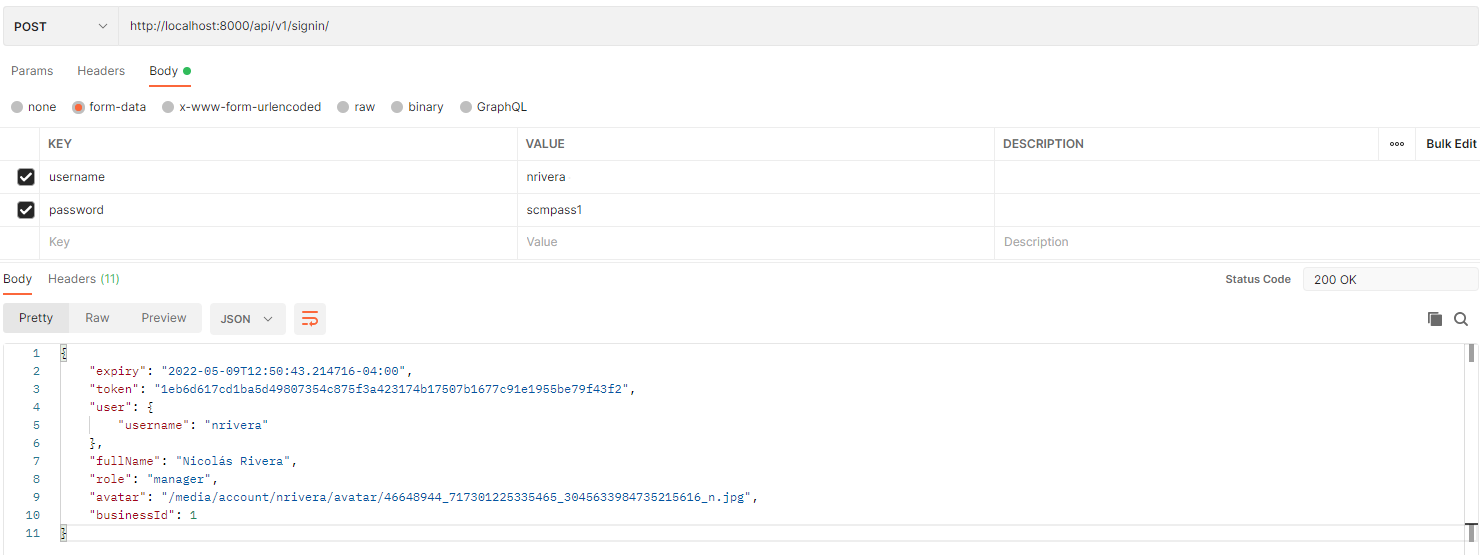 POST http://localhost:8000/api/v1/signin/
Params Headers Body
none form-data x-www-form-urlencoded raw binary GraphQL
KEY VALUE DESCRIPTION Bulk Edit
username nrivera
password scmpass1
Key Value Description
Body Headers (11) Status Code 200 OK
Pretty Raw Preview JSON
1 {
2 "expiry": "2022-05-09T12:50:43.214716-04:00",
3 "token": "1eb6d617cd1ba5d49807354c875f3a423174b17507b1677c91e1955be79f43f2",
4 "user": {
5 "username": "nrivera"
6 },
7 "fullName": "Nicolás Rivera",
8 "role": "manager",
9 "avatar": "/media/account/nrivera/avatar/46648944_717301225335465_3045633984735215616_n.jpg",
10 "businessId": 1
11 }